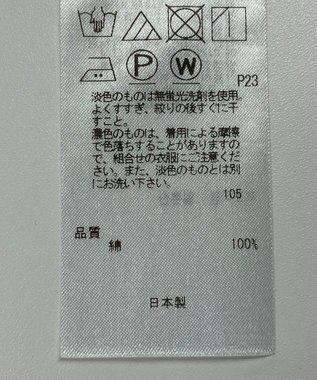 P W
P23
淡色のものは無蛍光洗剤を使用。
よくすすぎ、絞りの後すぐに干
すこと。
濃色のものは、着用による摩擦
で色落ちすることがありますの
で、組合せの衣服にご注意くださ
い。また、淡色のものとは別
にお洗い下さい。
105
品質
綿 100%
日本製